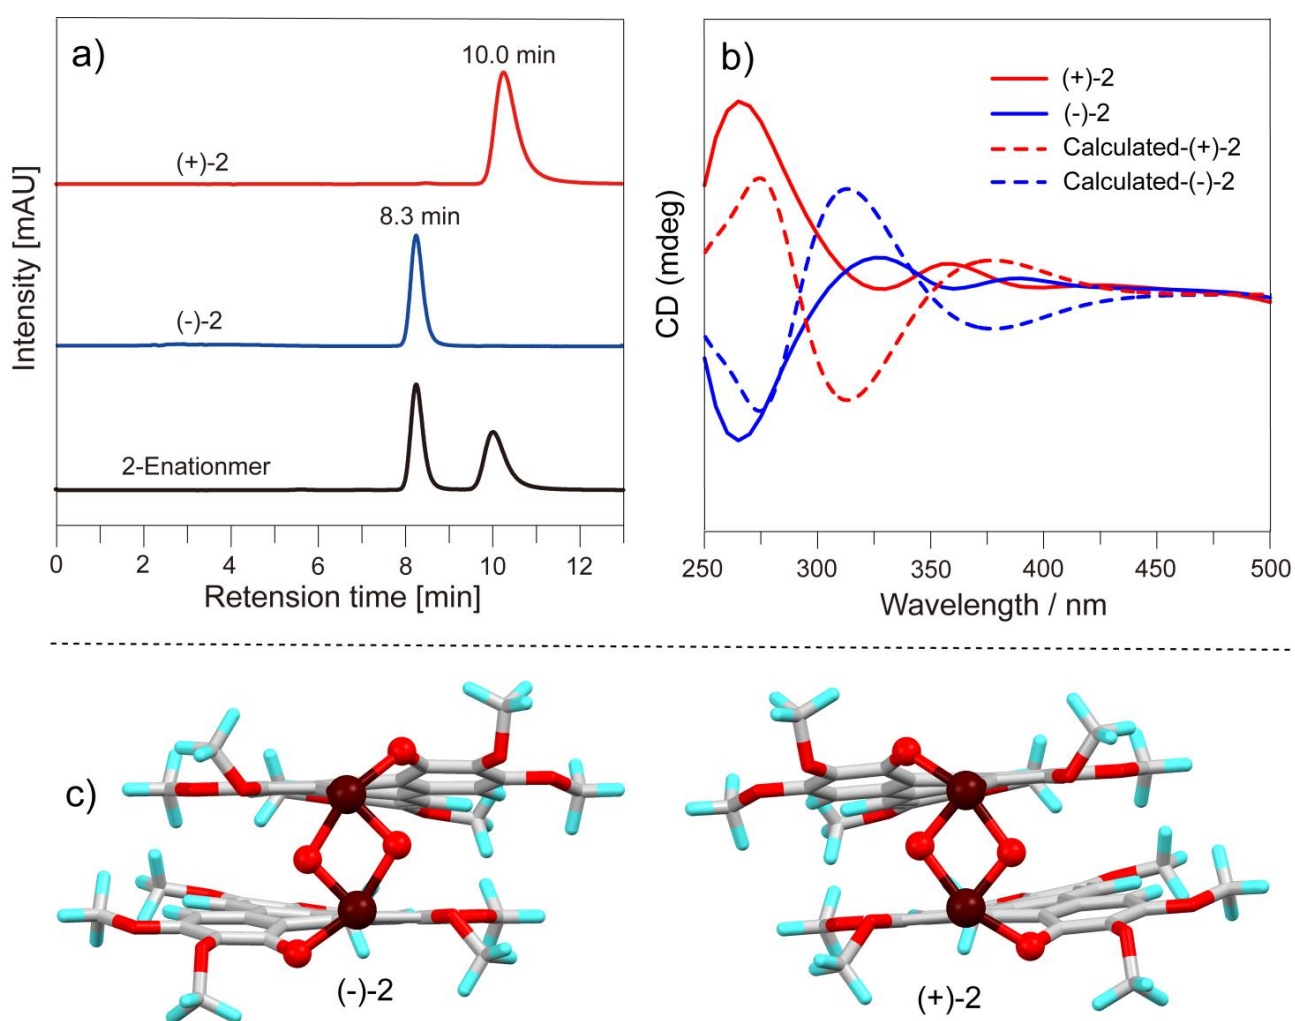 a)
10.0 min
(+)-2
8.3 min
(-)-2
2-Enationmer
Intensity [mAU]
0 2 4 6 8 10 12
Retension time [min]
b)
(+)-2
(-)-2
Calculated-(+)-2
Calculated-(-)-2
CD (mdeg)
250 300 350 400 450 500
Wavelength / nm
c)
(-)-2
(+)-2